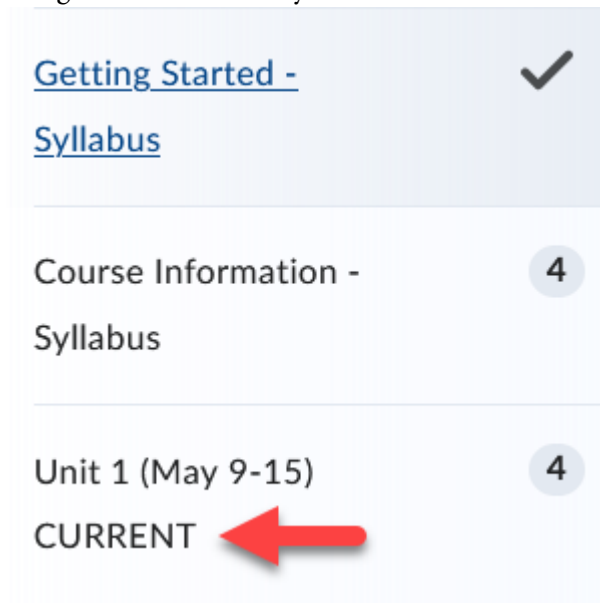 Getting Started -
Syllabus
Course Information -
4
Syllabus
Unit 1 (May 9-15)
4
CURRENT